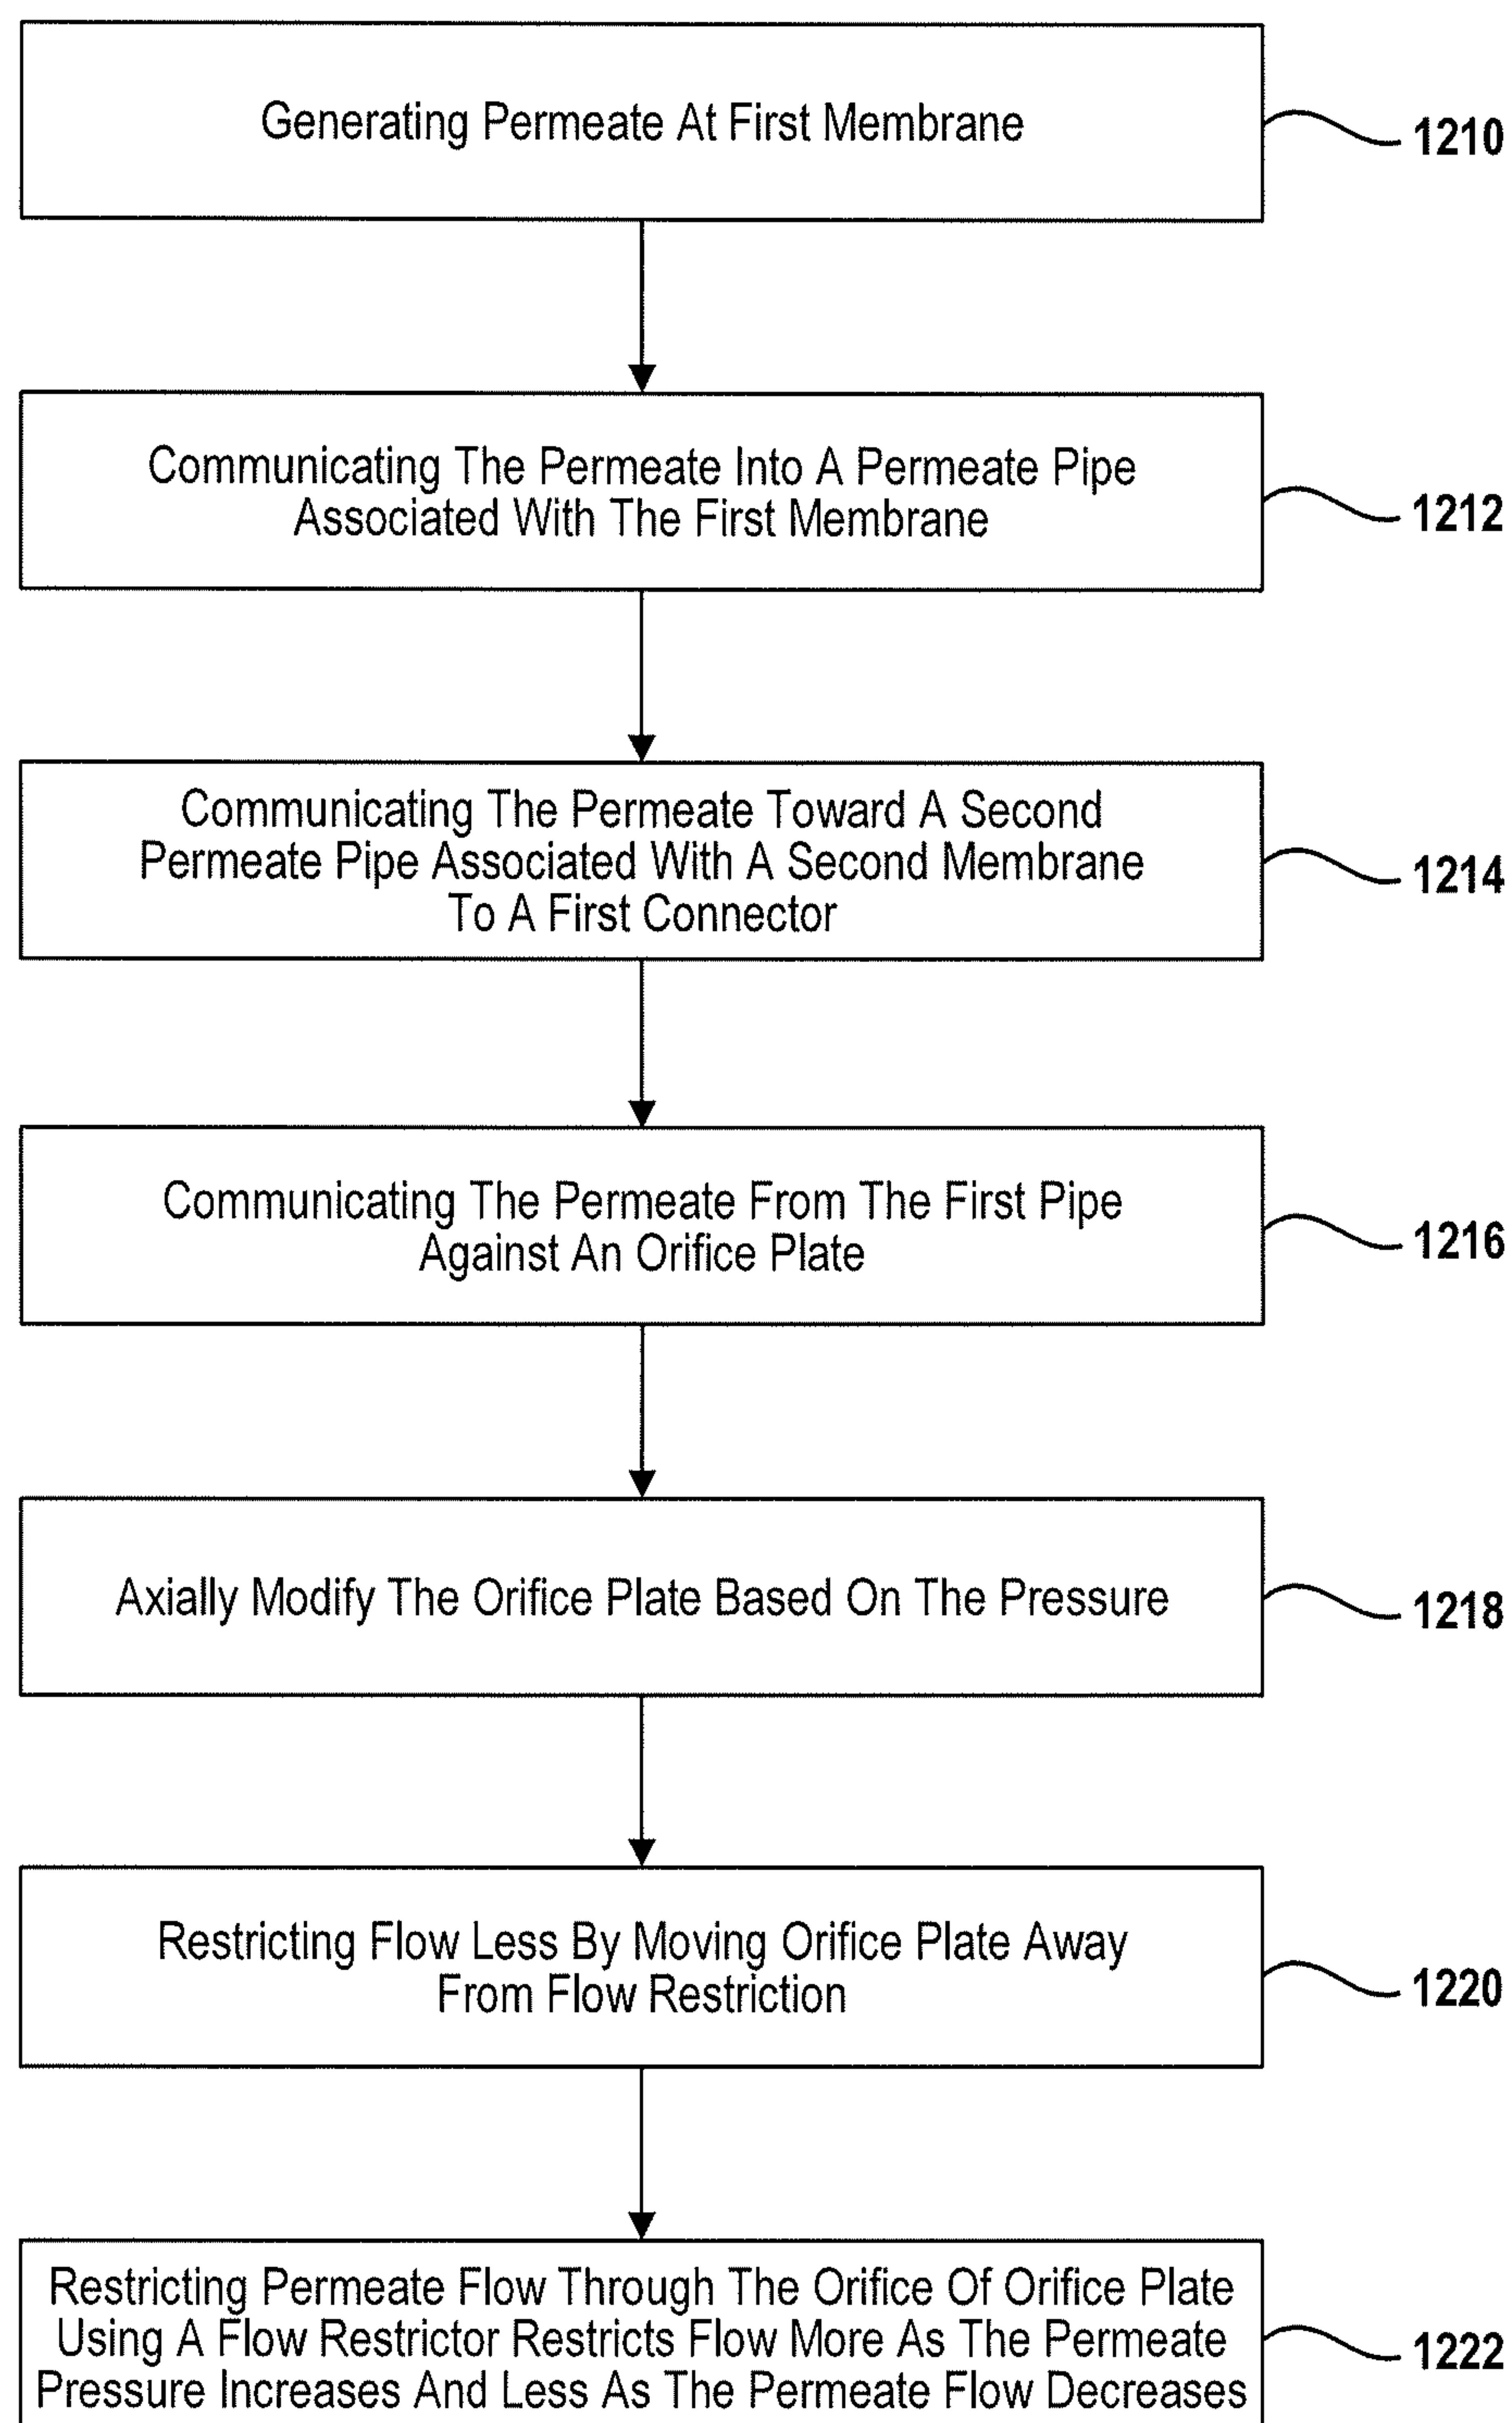 Generating Permeate At First Membrane
1210
Communicating The Permeate Into A Permeate Pipe
Associated With The First Membrane
1212
Communicating The Permeate Toward A Second
Permeate Pipe Associated With A Second Membrane
To A First Connector
1214
Communicating The Permeate From The First Pipe
Against An Orifice Plate
1216
Axially Modify The Orifice Plate Based On The Pressure
1218
Restricting Flow Less By Moving Orifice Plate Away
From Flow Restriction
1220
Restricting Permeate Flow Through The Orifice Of Orifice Plate
Using A Flow Restrictor Restricts Flow More As The Permeate
Pressure Increases And Less As The Permeate Flow Decreases
1222